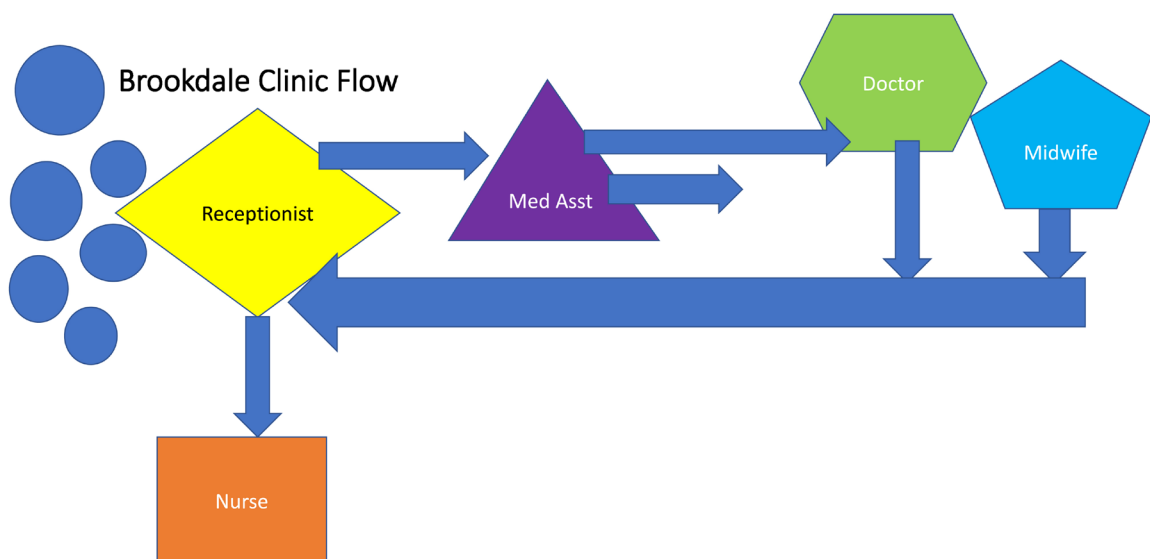 Brookdale Clinic Flow
Doctor
Midwife
Receptionist
Med Asst
Nurse